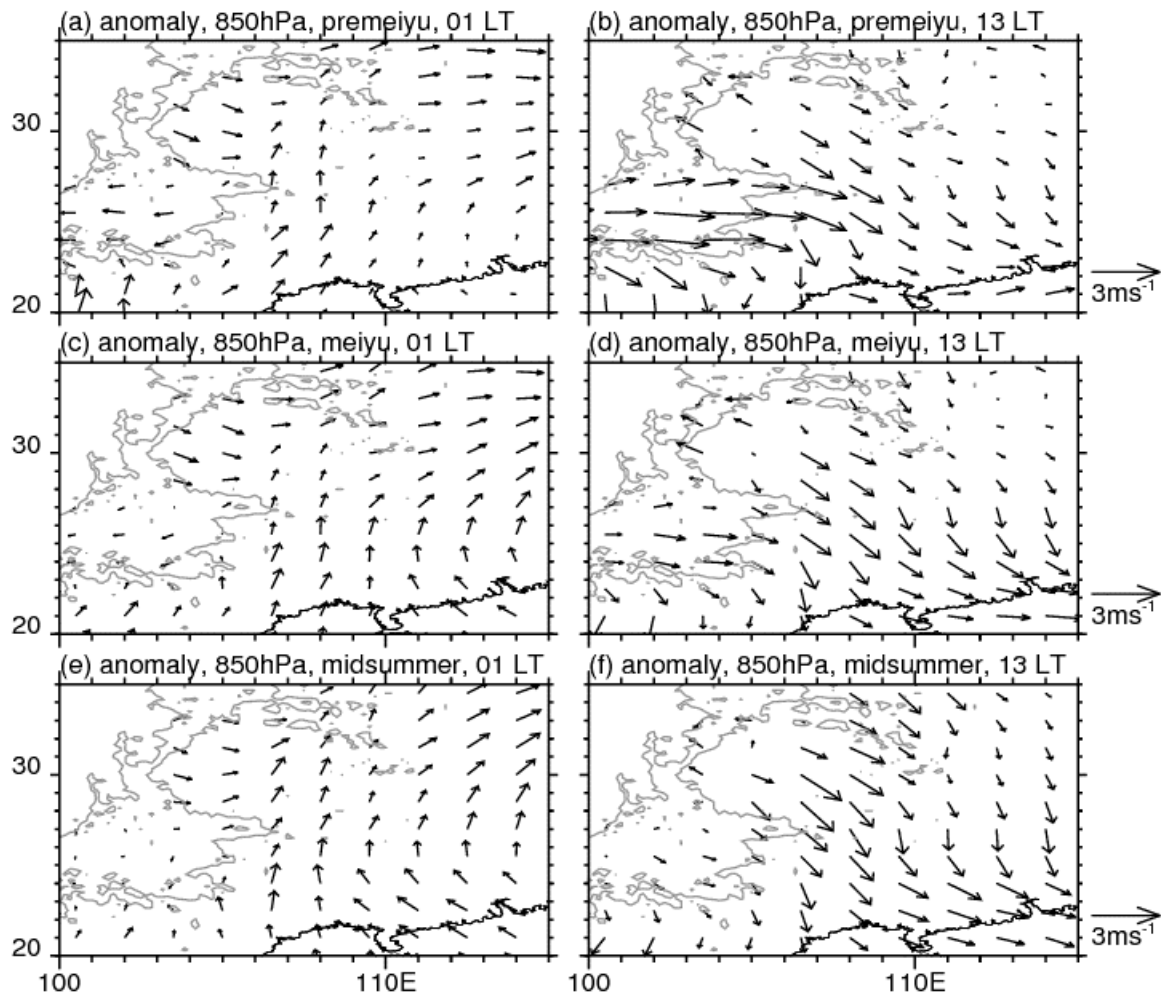 (a) anomaly, 850hPa, premeiyu, 01 LT
(b) anomaly, 850hPa, premeiyu, 13 LT
30
20
3ms-1
(c) anomaly, 850hPa, meiyu, 01 LT
(d) anomaly, 850hPa, meiyu, 13 LT
30
20
3ms-1
(e) anomaly, 850hPa, midsummer, 01 LT
(f) anomaly, 850hPa, midsummer, 13 LT
30
20
3ms-1
100
110E
100
110E